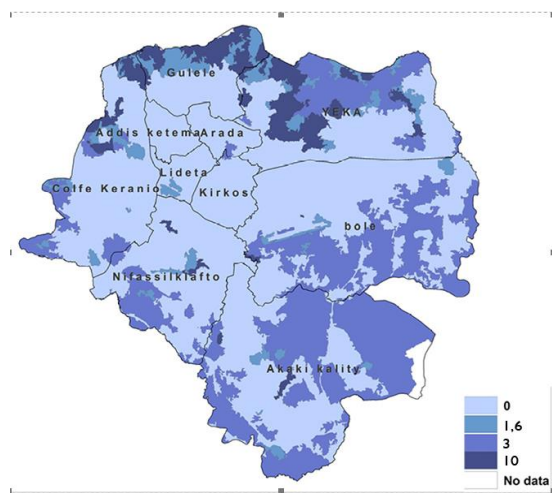 Gulele
YEKA
Addis ketema
Arada
Lideta
Colfe Keranio
Kirkos
bole
Nifassilklafto
Akaki kality
0
1,6
3
10
No data